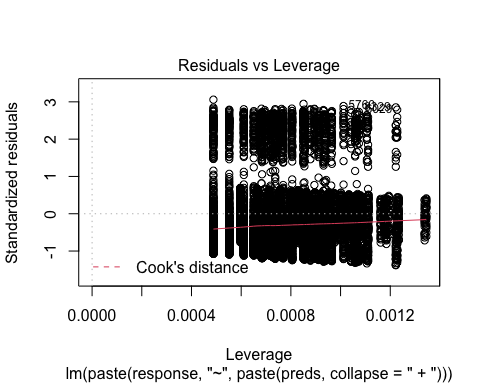 Residuals vs Leverage
Standardized residuals
3
2
1
0
-1
Cook's distance
0.0000
0.0004
0.0008
0.0012
Leverage
lm(paste(response, "~", paste(preds, collapse = " + ")))